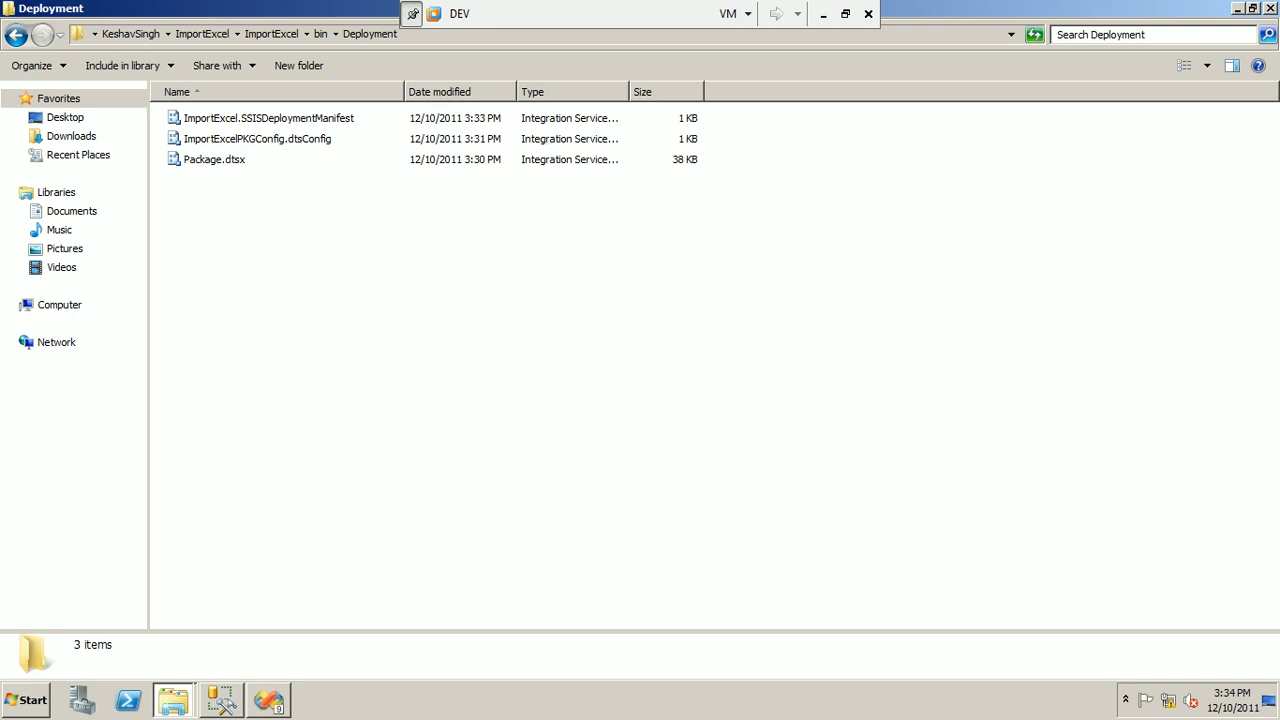 Deployment
DEV
VM
KeshavSingh ImportExcel ImportExcel bin Deployment
Search Deployment
Organize Include in library Share with New folder
Name Date modified Type Size
Favorites
Desktop
Downloads
Recent Places
Libraries
Documents
Music
Pictures
Videos
Computer
Network
ImportExcel.SSISDeploymentManifest 12/10/2011 3:33 PM Integration Service... 1 KB
ImportExcelPKGConfig.dtsConfig 12/10/2011 3:31 PM Integration Service... 1 KB
Package.dtsx 12/10/2011 3:30 PM Integration Service... 38 KB
3 items
Start
9
3:34 PM
12/10/2011